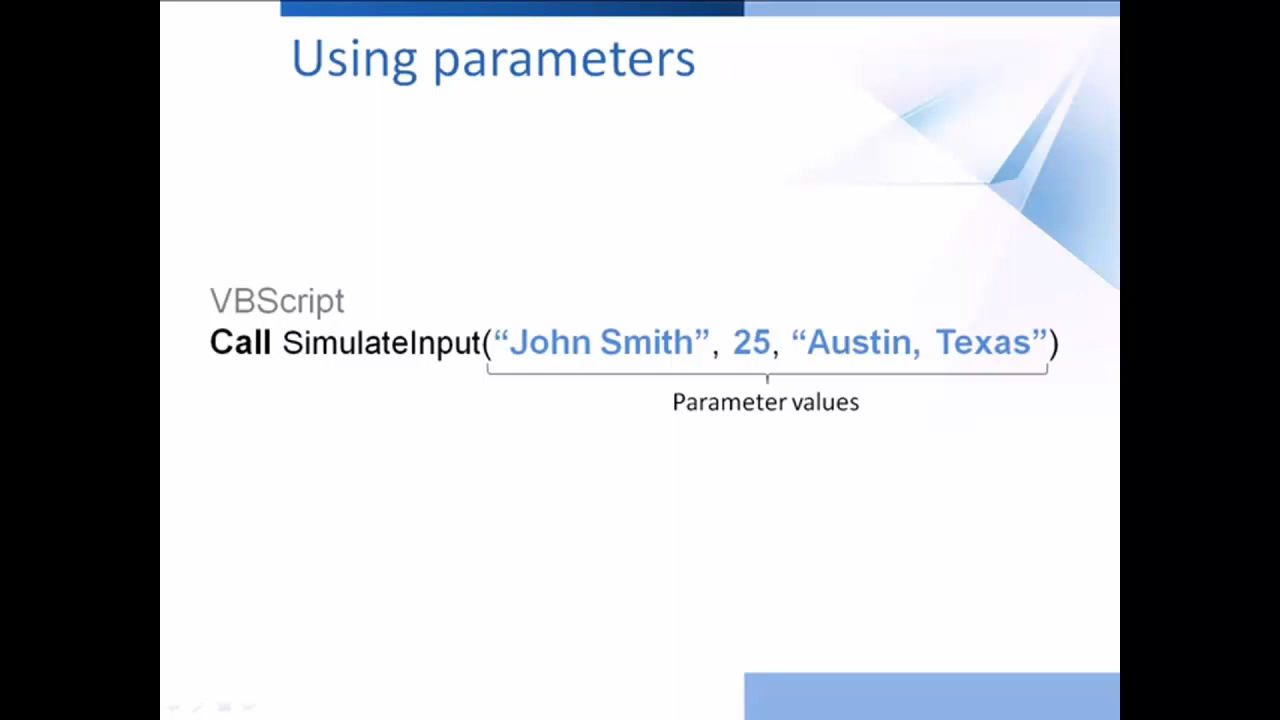 Using parameters
VBScript
Call SimulateInput(“John Smith”, 25, “Austin, Texas”)
Parameter values